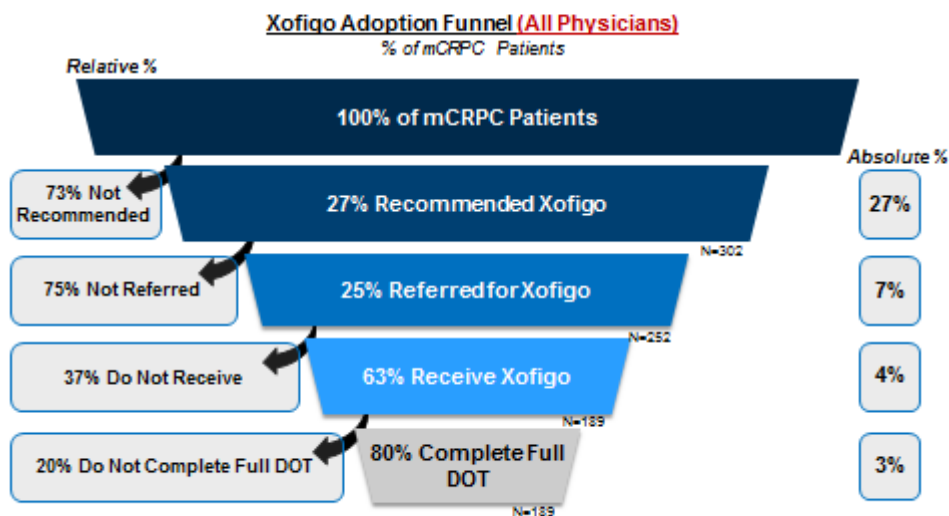 Xofiqo Adoption Funnel (All Physicians)
% of mCRPC Patients
Relative %
100% of mCRPC Patients
Absolute %
73% Not
Recommended
27% Recommended Xofigo
27%
N=302
75% Not Referred
25% Referred for Xofigo
7%
N=252
37% Do Not Receive
63% Receive Xofigo
4%
N=189
20% Do Not Complete Full DOT
80% Complete Full
DOT
3%
N=189